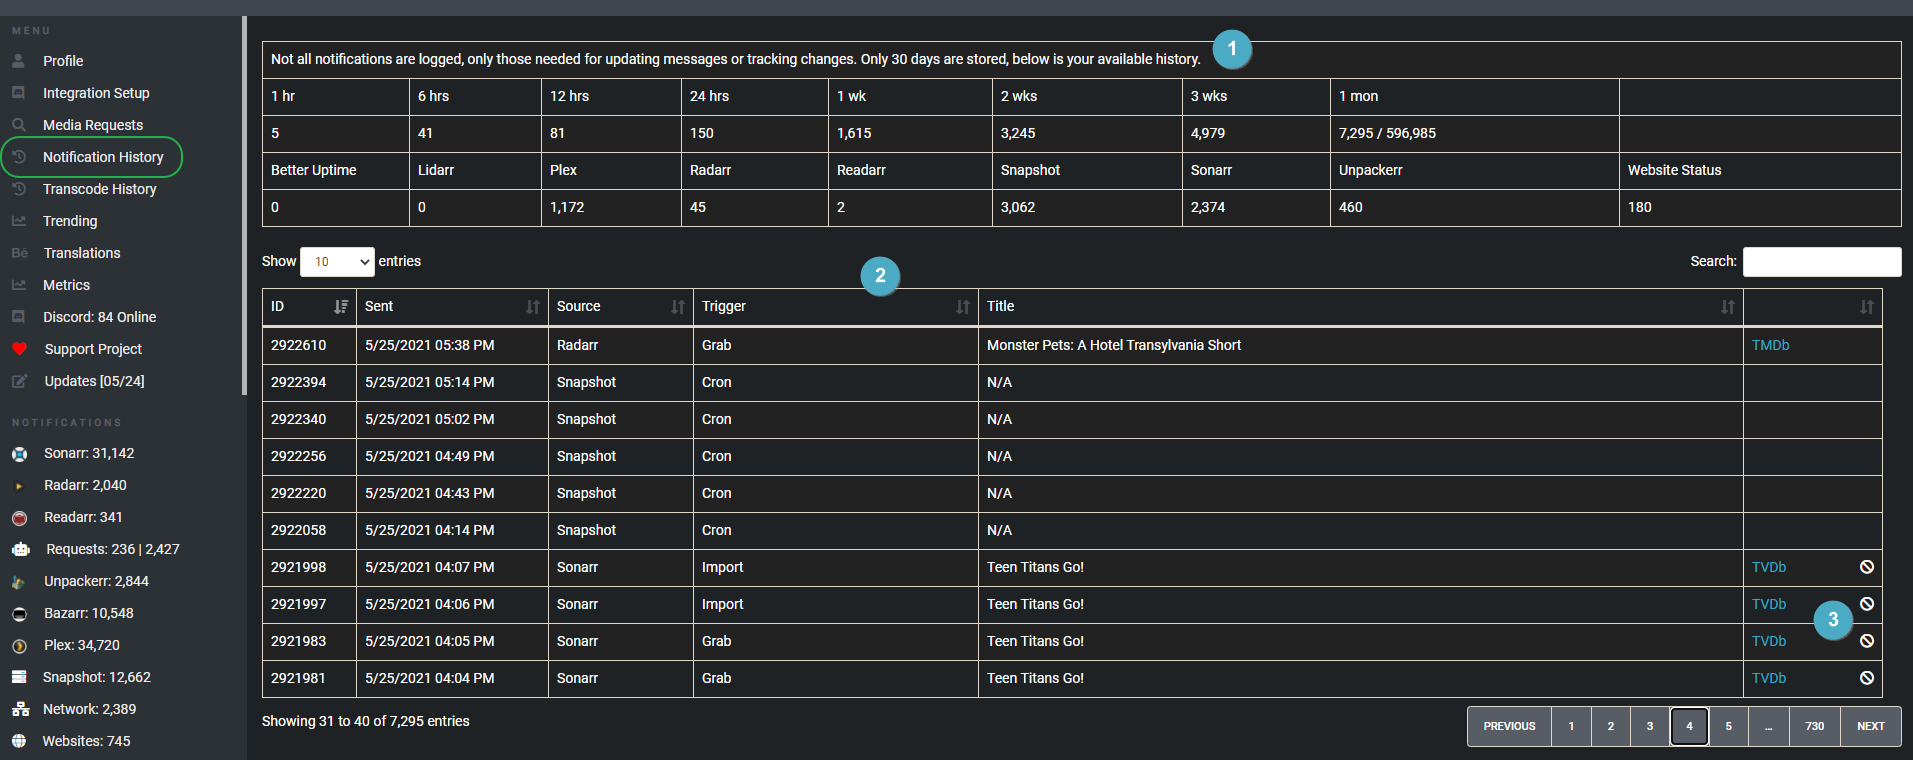 MENU
Profile
Integration Setup
Media Requests
Notification History
Transcode History
Trending
Bē Translations
Metrics
Discord: 84 Online
Support Project
Updates [05/24]
NOTIFICATIONS
Sonarr: 31,142
Radarr: 2,040
Readarr: 341
Requests: 236 | 2,427
Unpackerr: 2,844
Bazarr: 10,548
Plex: 34,720
Snapshot: 12,662
Network: 2,389
Websites: 745
Not all notifications are logged, only those needed for updating messages or tracking changes. Only 30 days are stored, below is your available history. 1
1 hr 6 hrs 12 hrs 24 hrs 1 wk 2 wks 3 wks 1 mon
5 41 81 150 1,615 3,245 4,979 7,295 / 596,985
Better Uptime Lidarr Plex Radarr Readarr Snapshot Sonarr Unpackerr Website Status
0 0 1,172 45 2 3,062 2,374 460 180
Show 10 entries Search:
2
ID Sent Source Trigger Title
2922610 5/25/2021 05:38 PM Radarr Grab Monster Pets: A Hotel Transylvania Short TMDb
2922394 5/25/2021 05:14 PM Snapshot Cron N/A
2922340 5/25/2021 05:02 PM Snapshot Cron N/A
2922256 5/25/2021 04:49 PM Snapshot Cron N/A
2922220 5/25/2021 04:43 PM Snapshot Cron N/A
2922058 5/25/2021 04:14 PM Snapshot Cron N/A
2921998 5/25/2021 04:07 PM Sonarr Import Teen Titans Go! TVDb
2921997 5/25/2021 04:06 PM Sonarr Import Teen Titans Go! TVDb
3
2921983 5/25/2021 04:05 PM Sonarr Grab Teen Titans Go! TVDb
2921981 5/25/2021 04:04 PM Sonarr Grab Teen Titans Go! TVDb
Showing 31 to 40 of 7,295 entries
PREVIOUS 1 2 3 4 5 … 730 NEXT